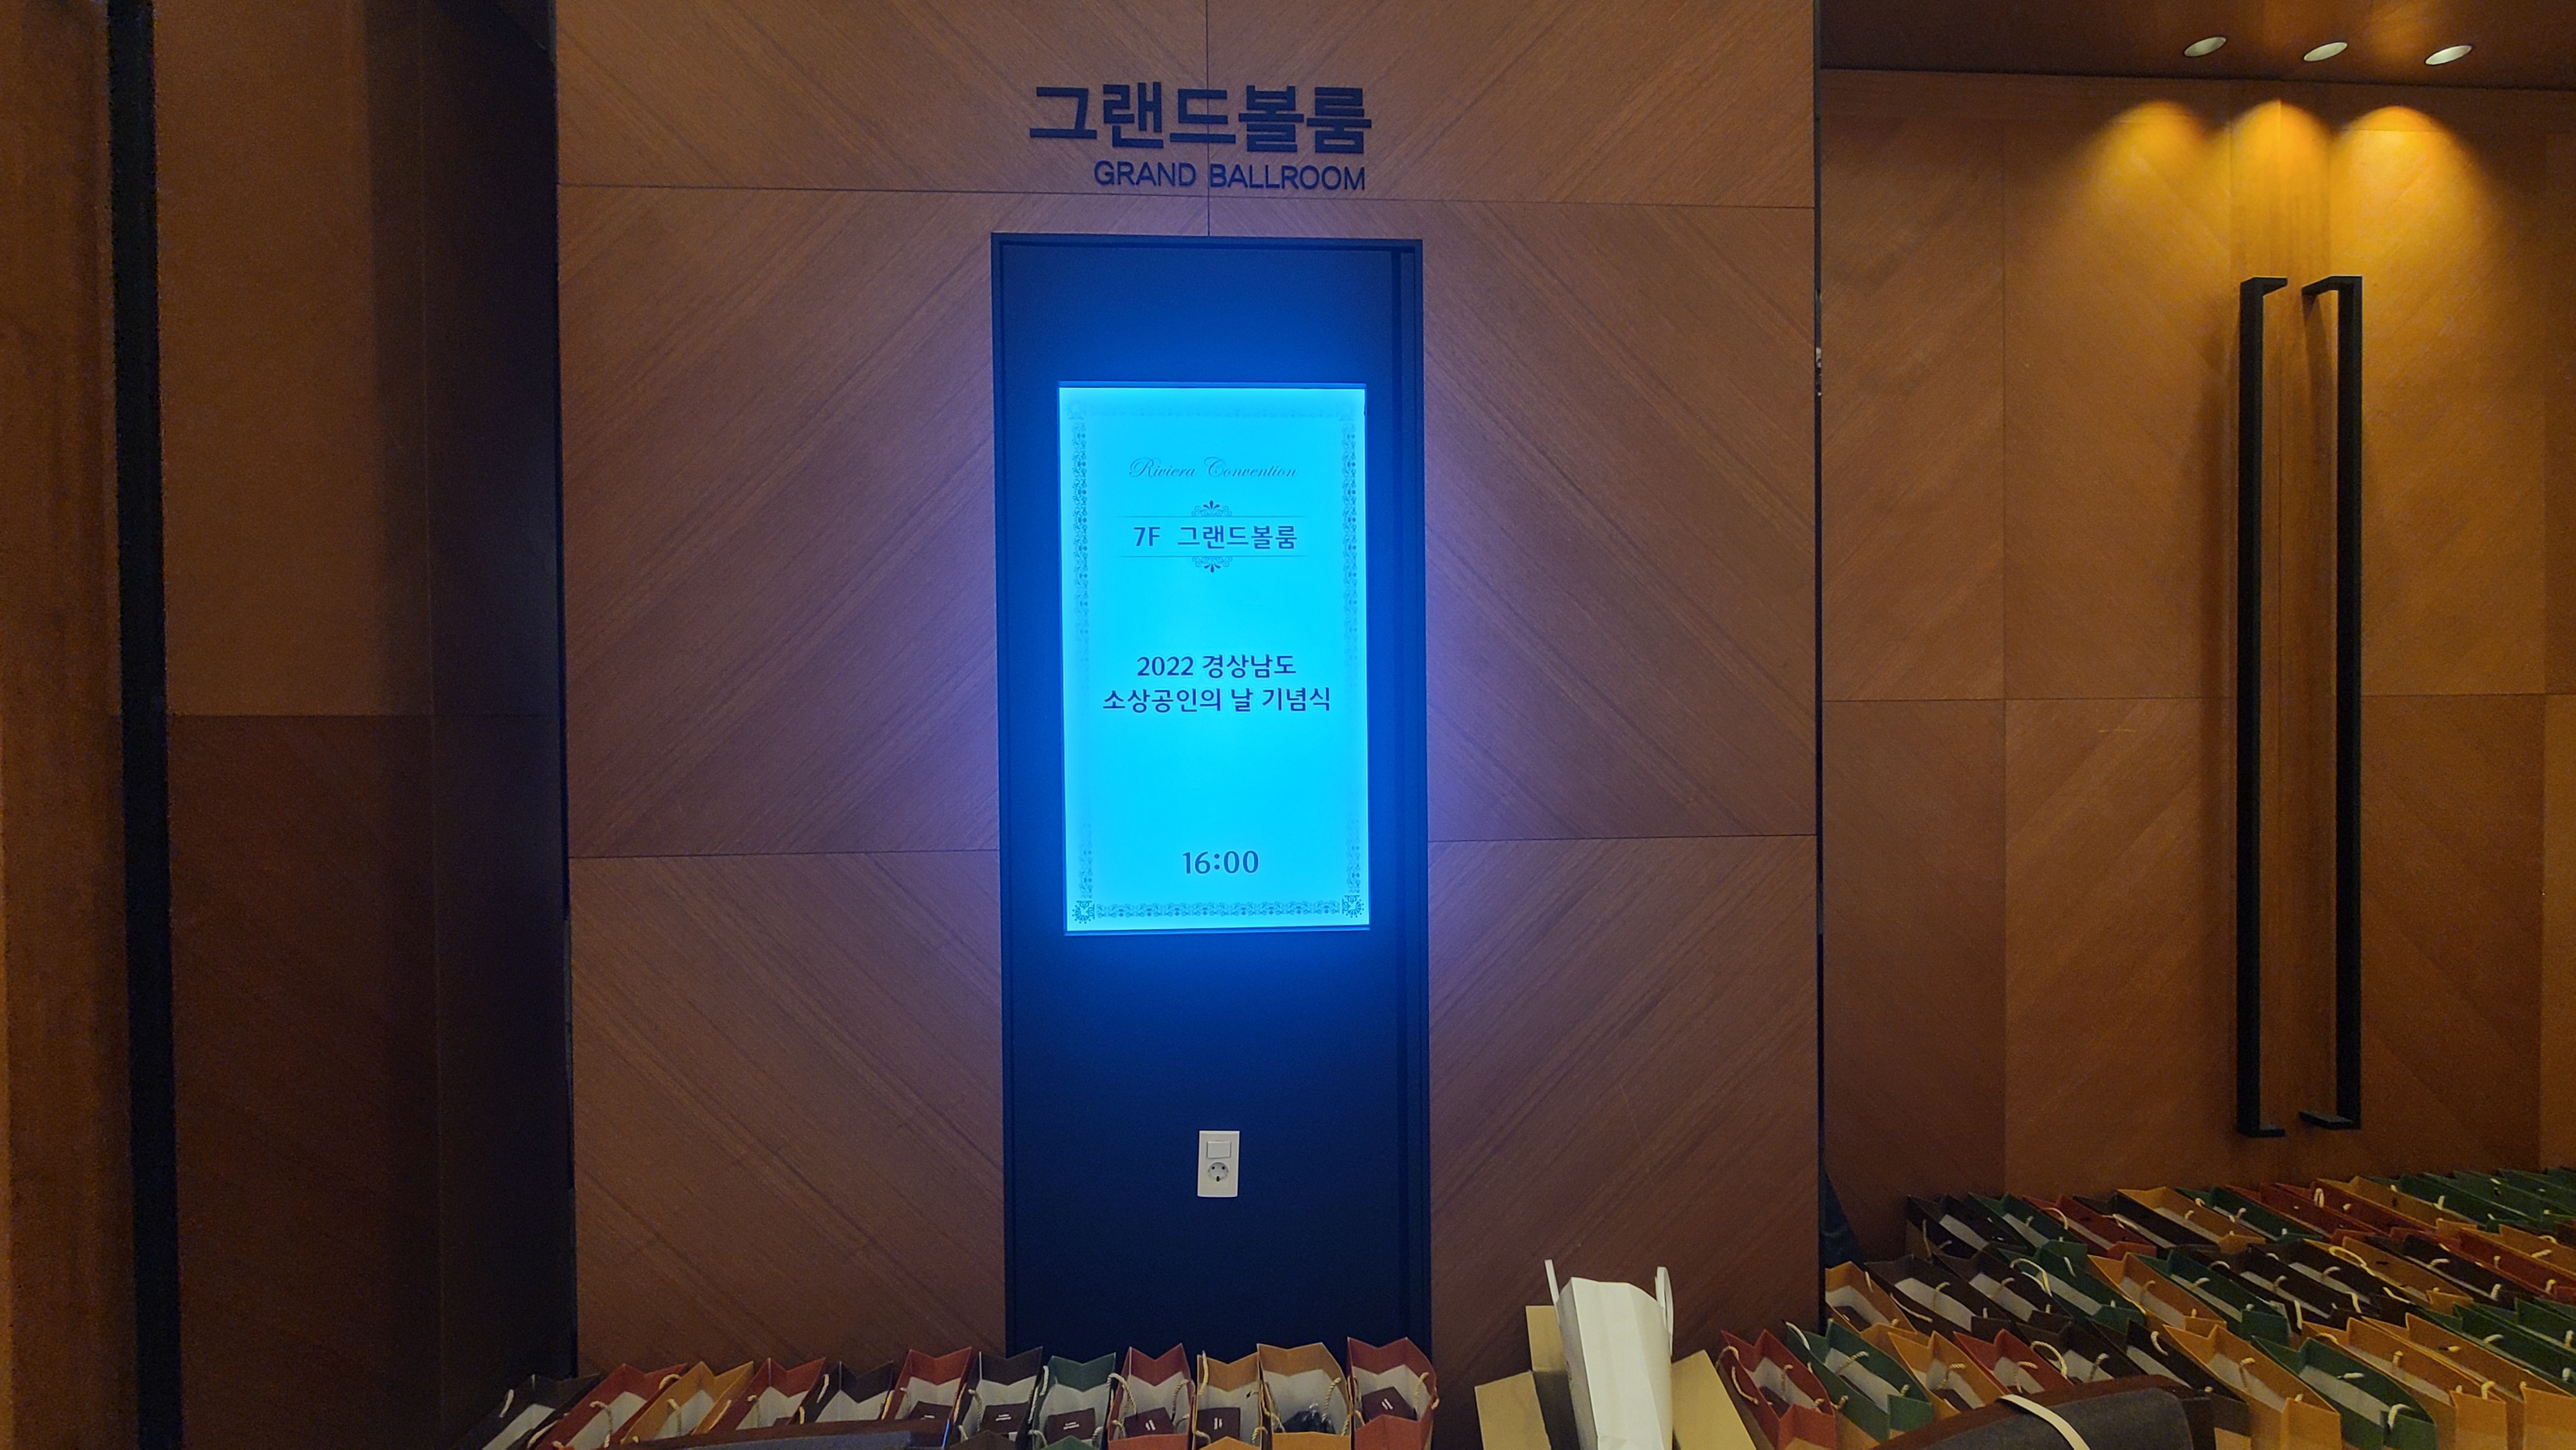 그랜드볼룸
GRAND BALLROOM
Riviera Convention
7F 그랜드볼룸
2022 경상남도
소상공인의 날 기념식
16:00